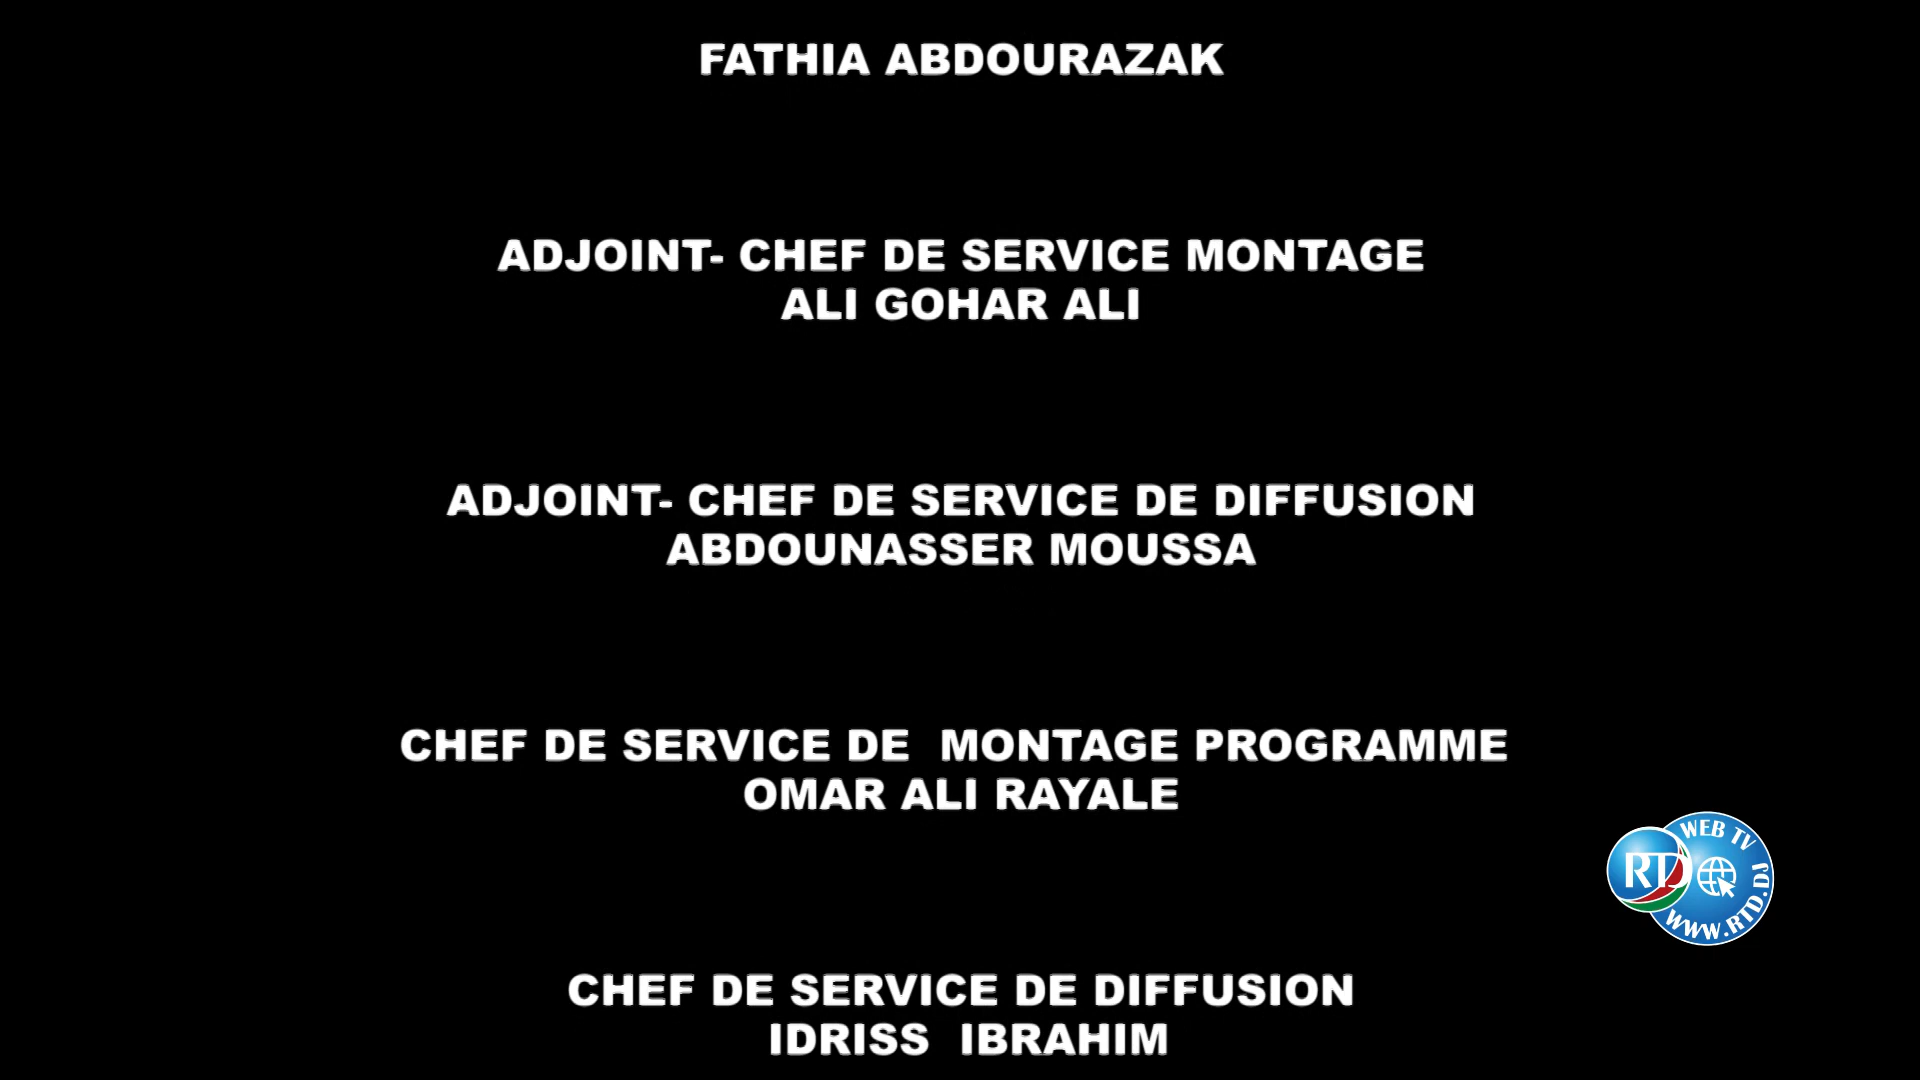 FATHIA ABDOURAZAK
ADJOINT- CHEF DE SERVICE MONTAGE
ALI GOHAR ALI
ADJOINT- CHEF DE SERVICE DE DIFFUSION
ABDOUNASSER MOUSSA
CHEF DE SERVICE DE  MONTAGE PROGRAMME
OMAR ALI RAYALE
WEB TV
RTD
WWW.RTD.DJ
CHEF DE SERVICE DE DIFFUSION
IDRISS  IBRAHIM